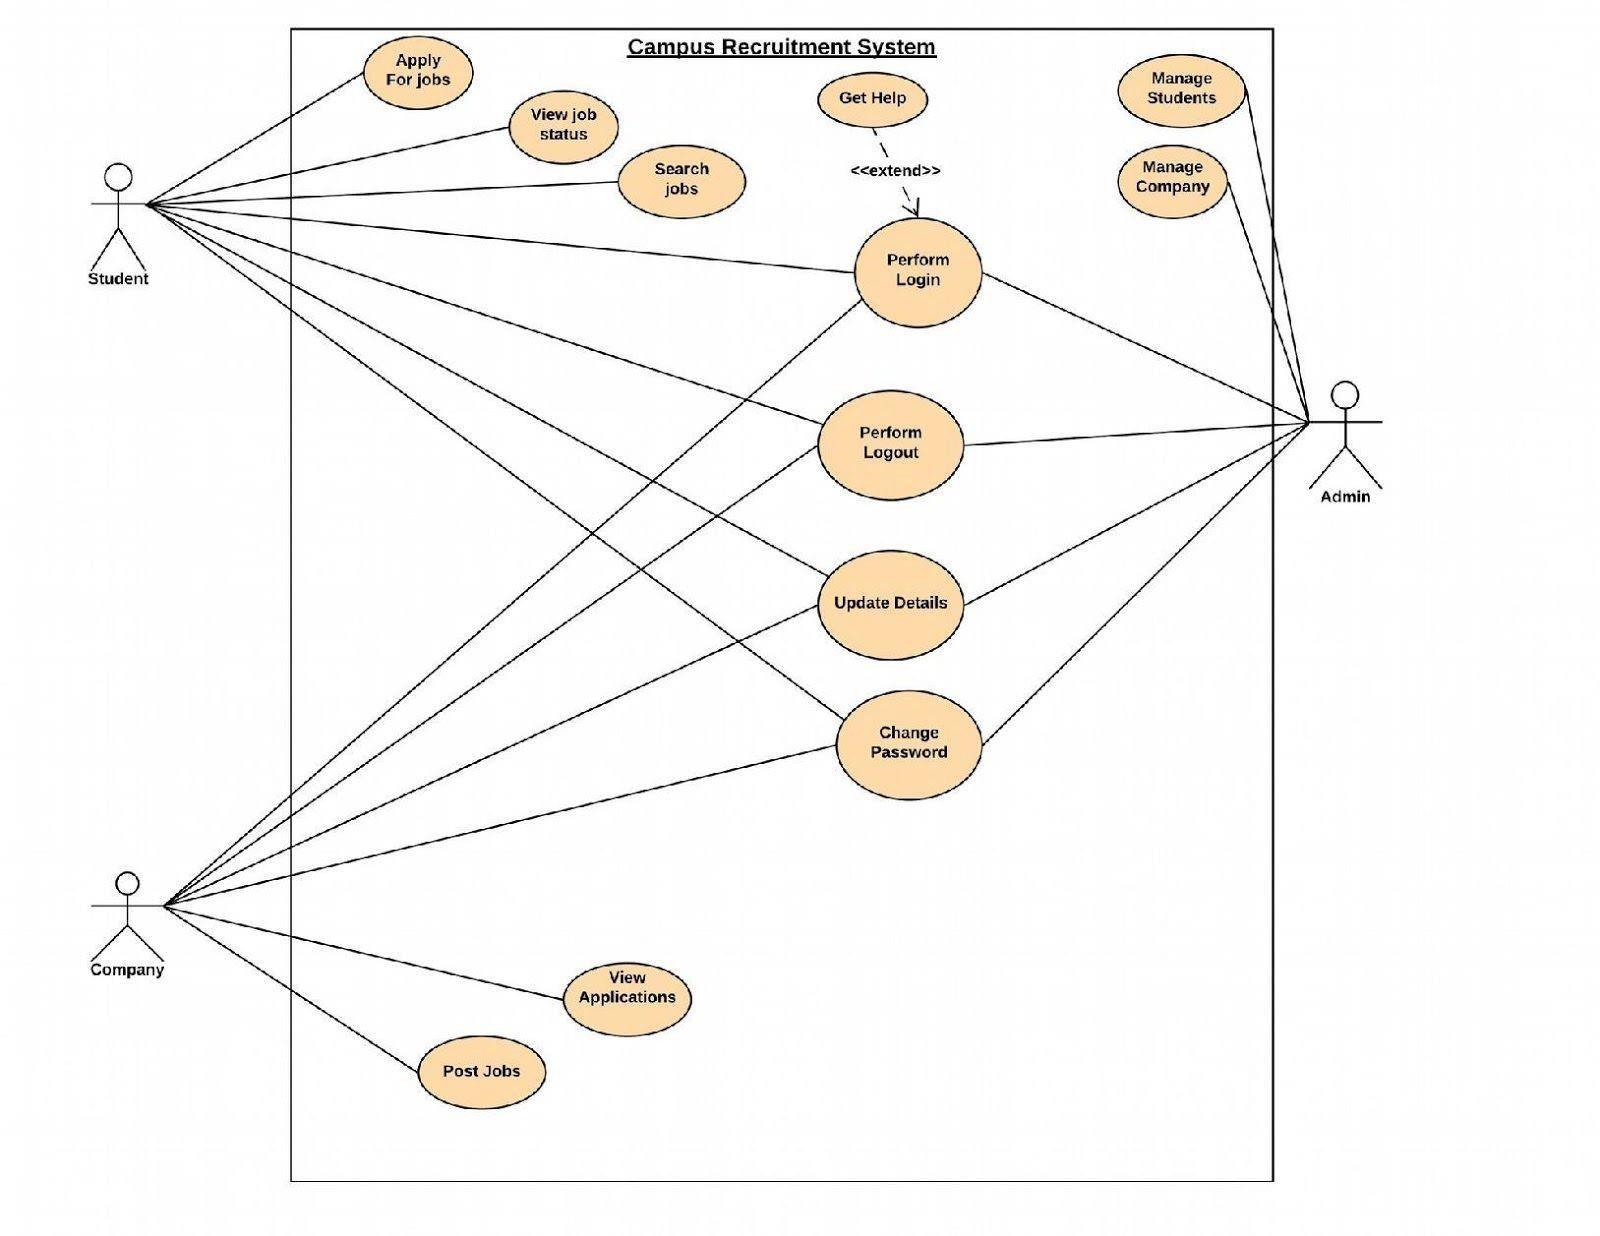 Campus Recruitment System
Apply
For jobs
View job
status
Search
jobs
Get Help
<<extend>>
Manage
Students
Manage
Company
Student
Perform
Login
Perform
Logout
Admin
Update Details
Change
Password
Company
View
Applications
Post Jobs